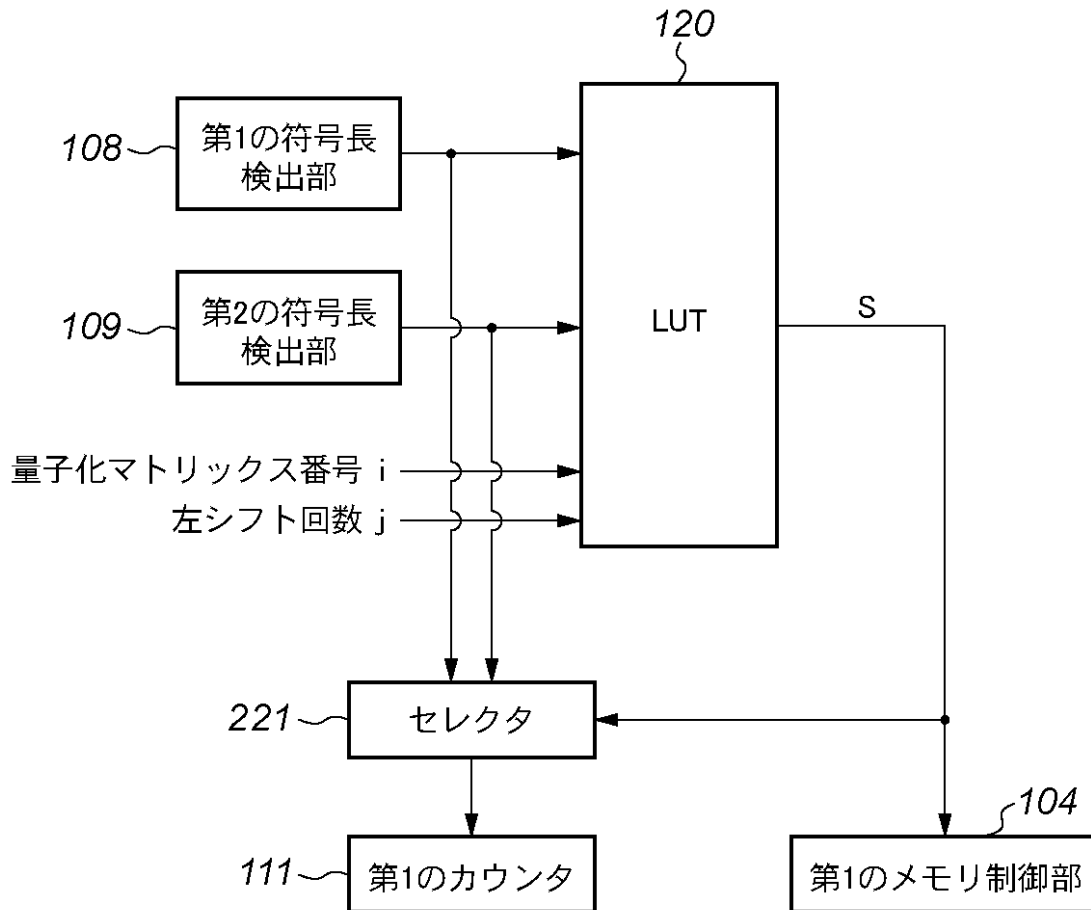 120
108
第1の符号長
検出部
109
第2の符号長
検出部
LUT
S
量子化マトリックス番号 i
左シフト回数 j
221
セレクタ
104
111
第1のカウンタ
第1のメモリ制御部